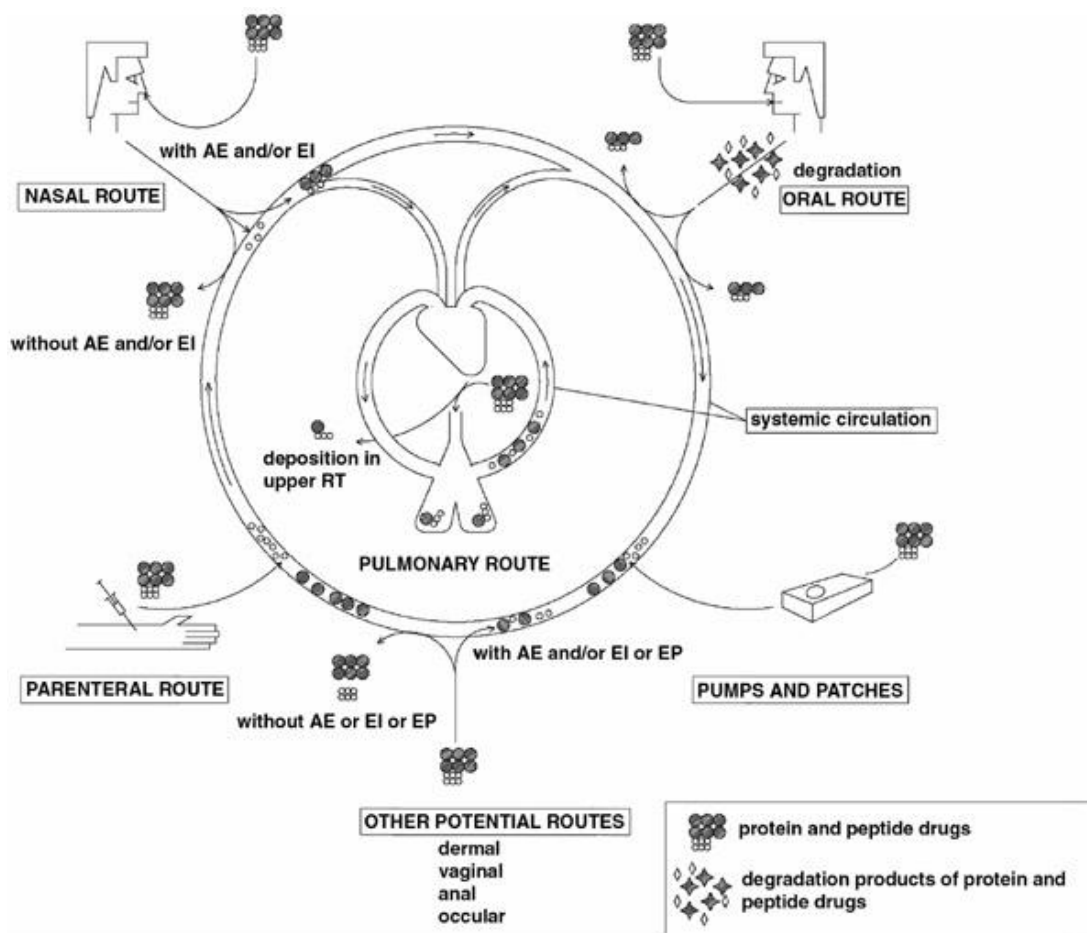 with AE and/or EI
NASAL ROUTE
degradation
ORAL ROUTE
without AE and/or EI
systemic circulation
deposition in
upper RT
PULMONARY ROUTE
with AE and/or EI or EP
PARENTERAL ROUTE
PUMPS AND PATCHES
without AE or EI or EP
OTHER POTENTIAL ROUTES
dermal
vaginal
anal
occular
protein and peptide drugs
degradation products of protein and
peptide drugs